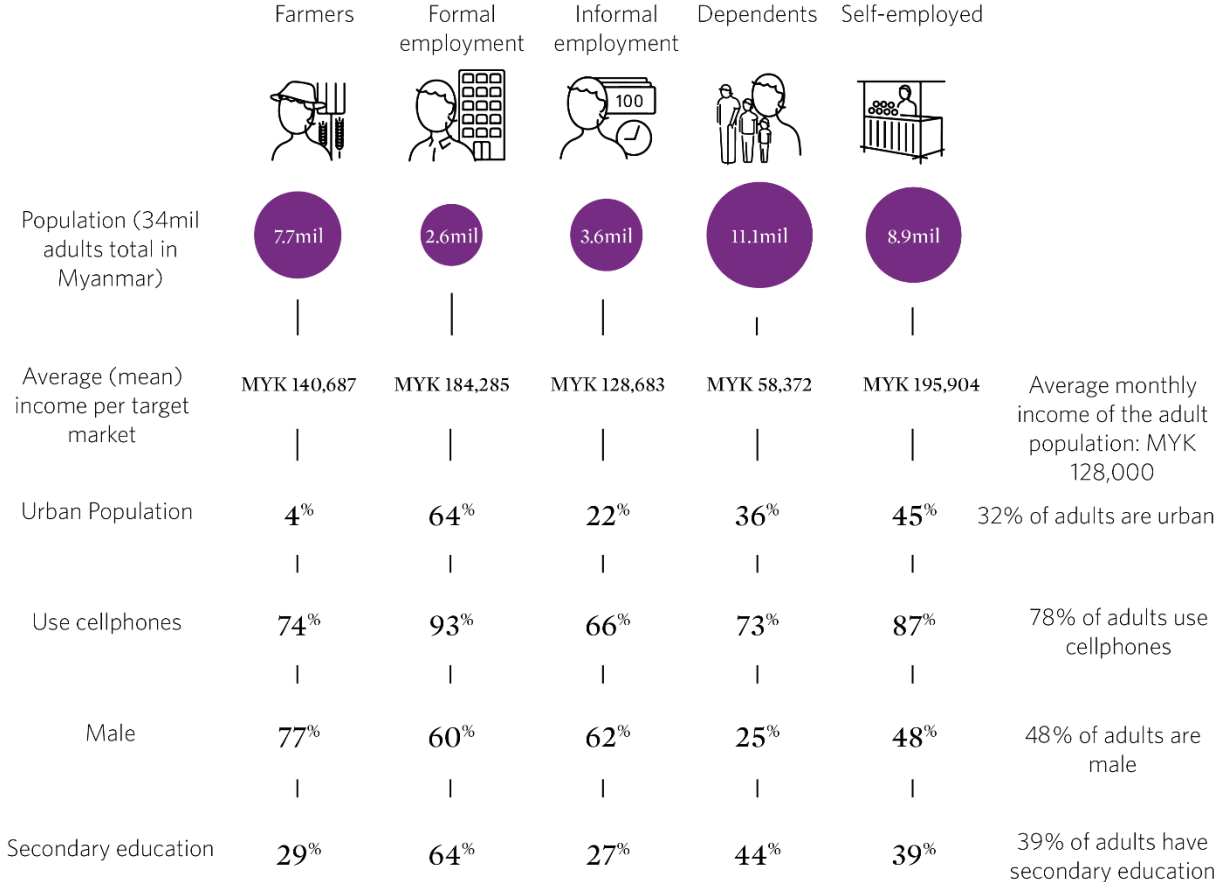 Farmers
Formal
employment
Informal
employment
Dependents
Self-employed
100
Population (34mil
adults total in
Myanmar)
7.7mil
2.6mil
3.6mil
11.1mil
8.9mil
Average (mean)
income per target
market
MYK 140,687
MYK 184,285
MYK 128,683
MYK 58,372
MYK 195,904
Average monthly
income of the adult
population: MYK
128,000
Urban Population
4%
64%
22%
36%
45%
32% of adults are urban
Use cellphones
74%
93%
66%
73%
87%
78% of adults use
cellphones
Male
77%
60%
62%
25%
48%
48% of adults are
male
Secondary education
29%
64%
27%
44%
39%
39% of adults have
secondary education